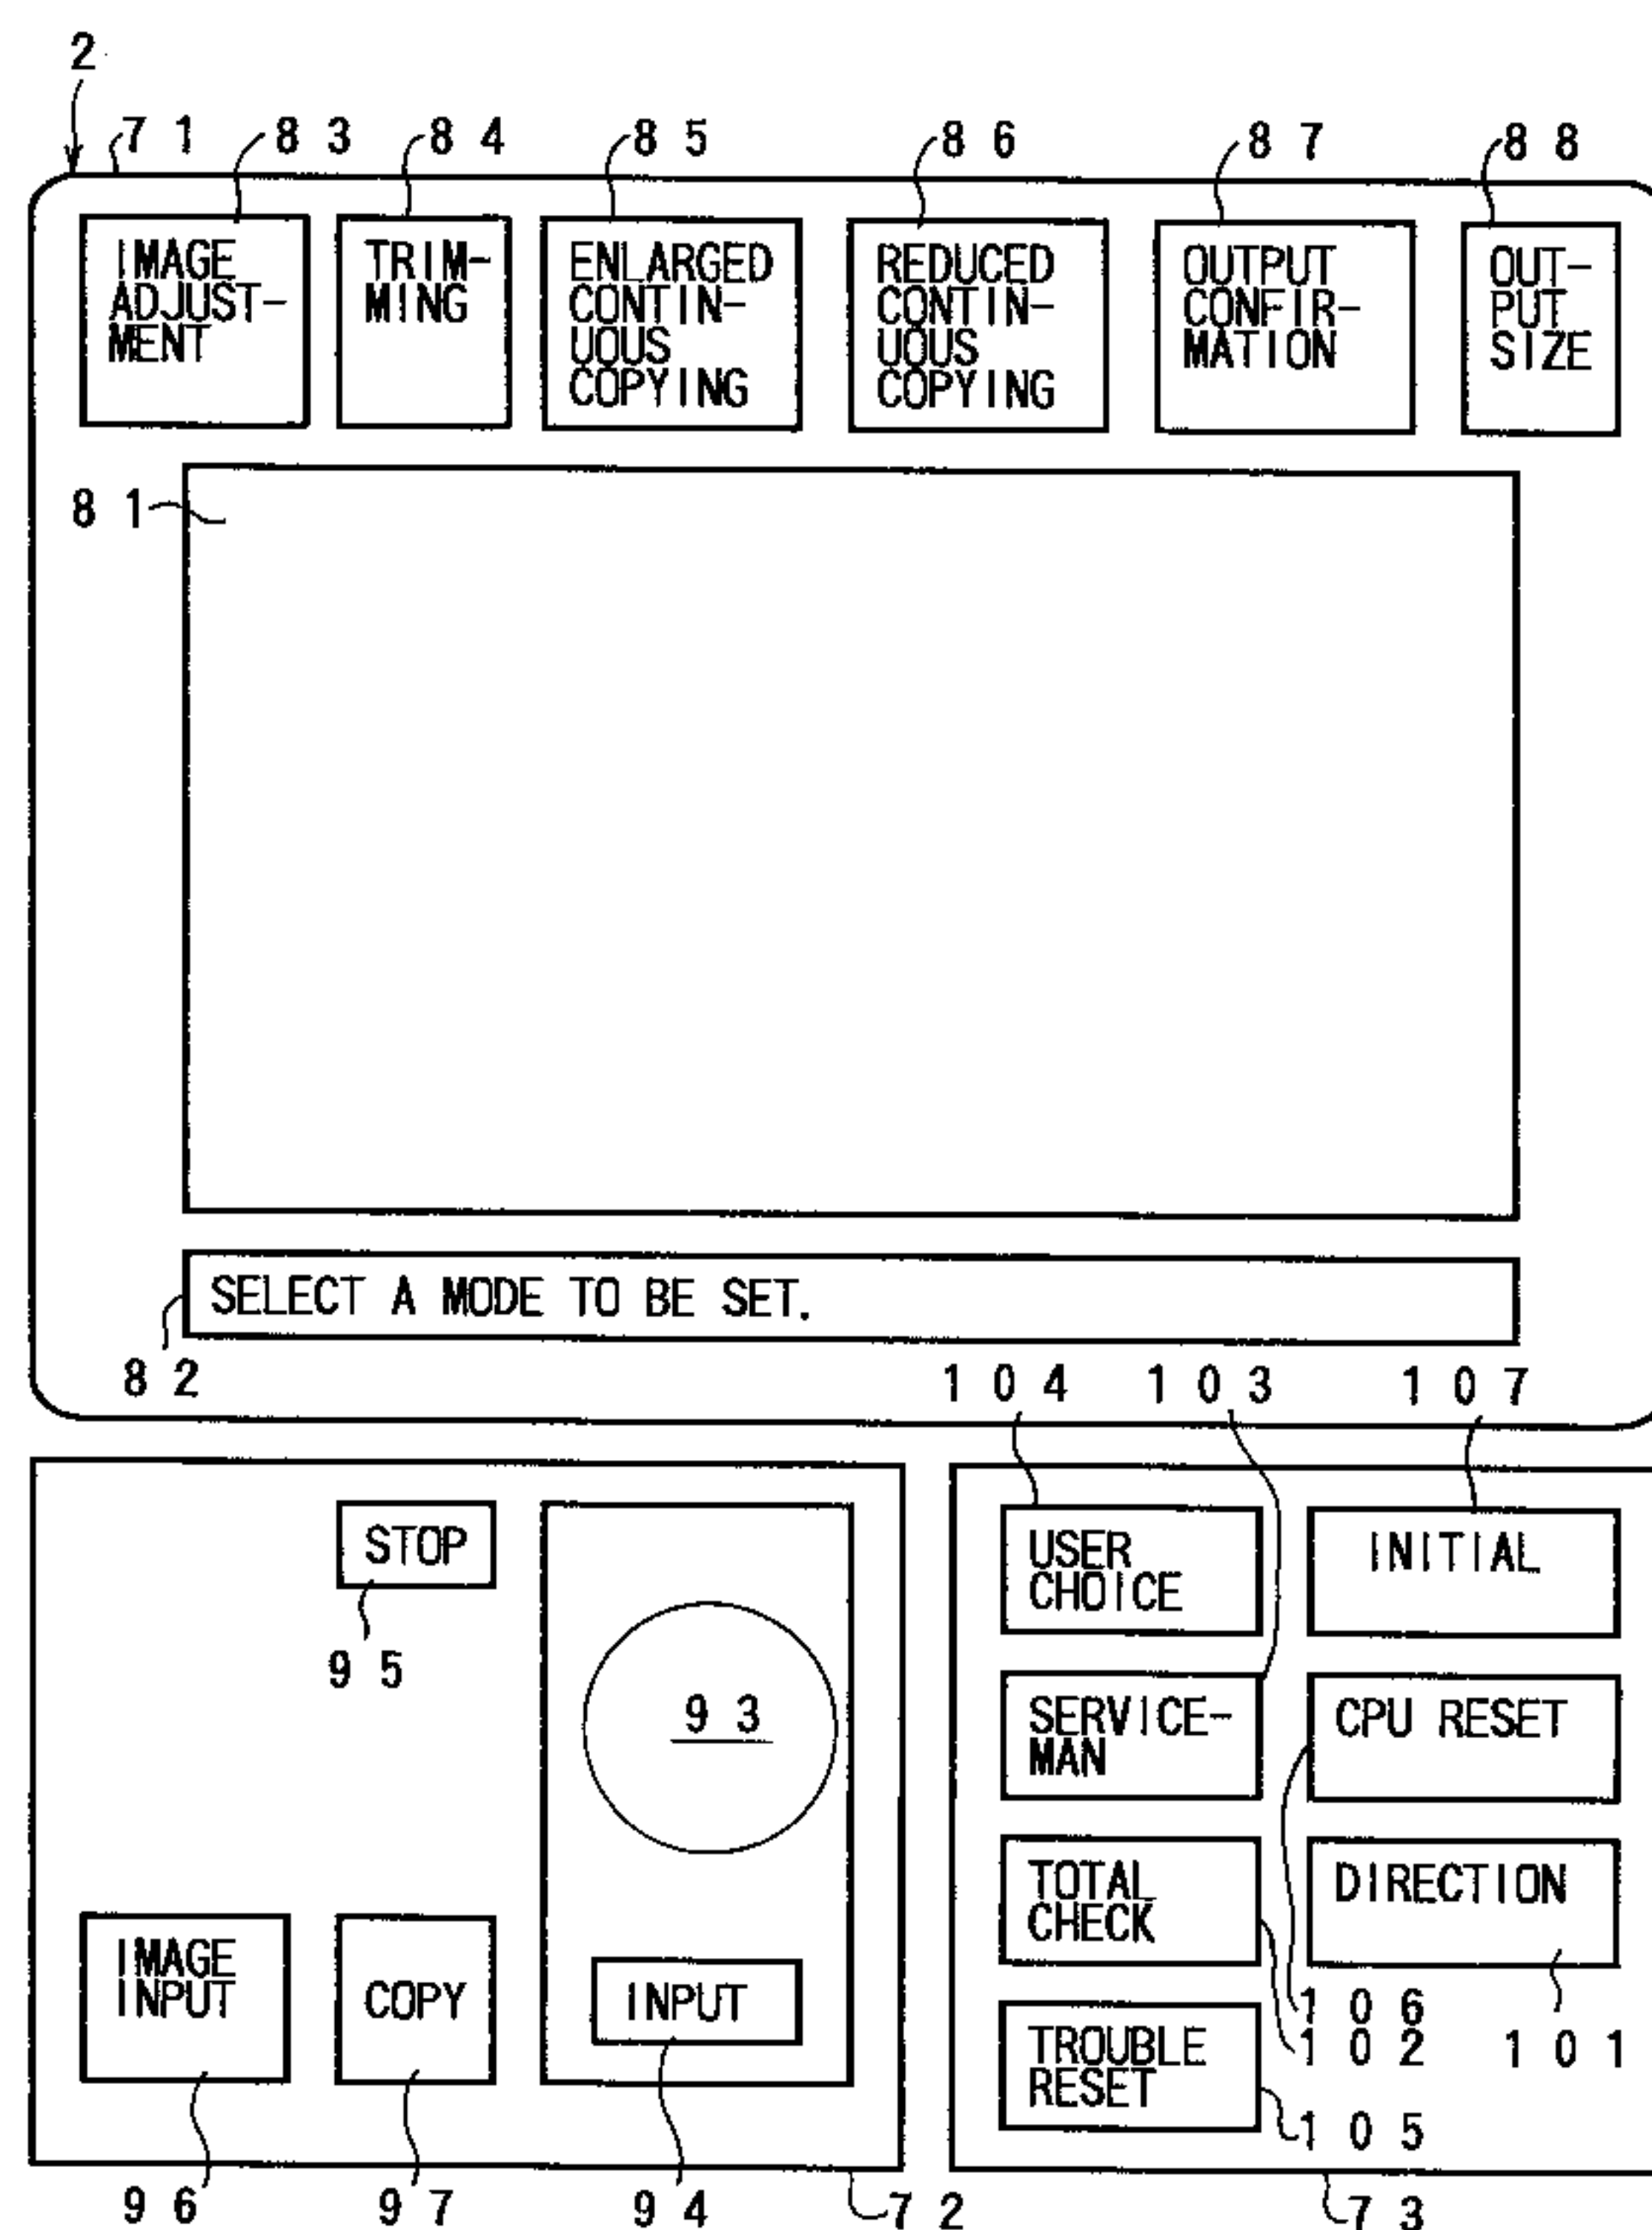 2
71 83 84 85 86 87 88
IMAGE
ADJUST-
MENT
TRIM-
MING
ENLARGED
CONTIN-
UOUS
COPYING
REDUCED
CONTIN-
UOUS
COPYING
OUTPUT
CONFIR-
MATION
OUT-
PUT
SIZE
81
SELECT A MODE TO BE SET.
82
104 103 107
STOP
95
93
IMAGE
INPUT
COPY
INPUT
96 97 94 72
USER
CHOICE
INITIAL
SERVICE-
MAN
CPU RESET
TOTAL
CHECK
DIRECTION
106
102 101
TROUBLE
RESET
105
73